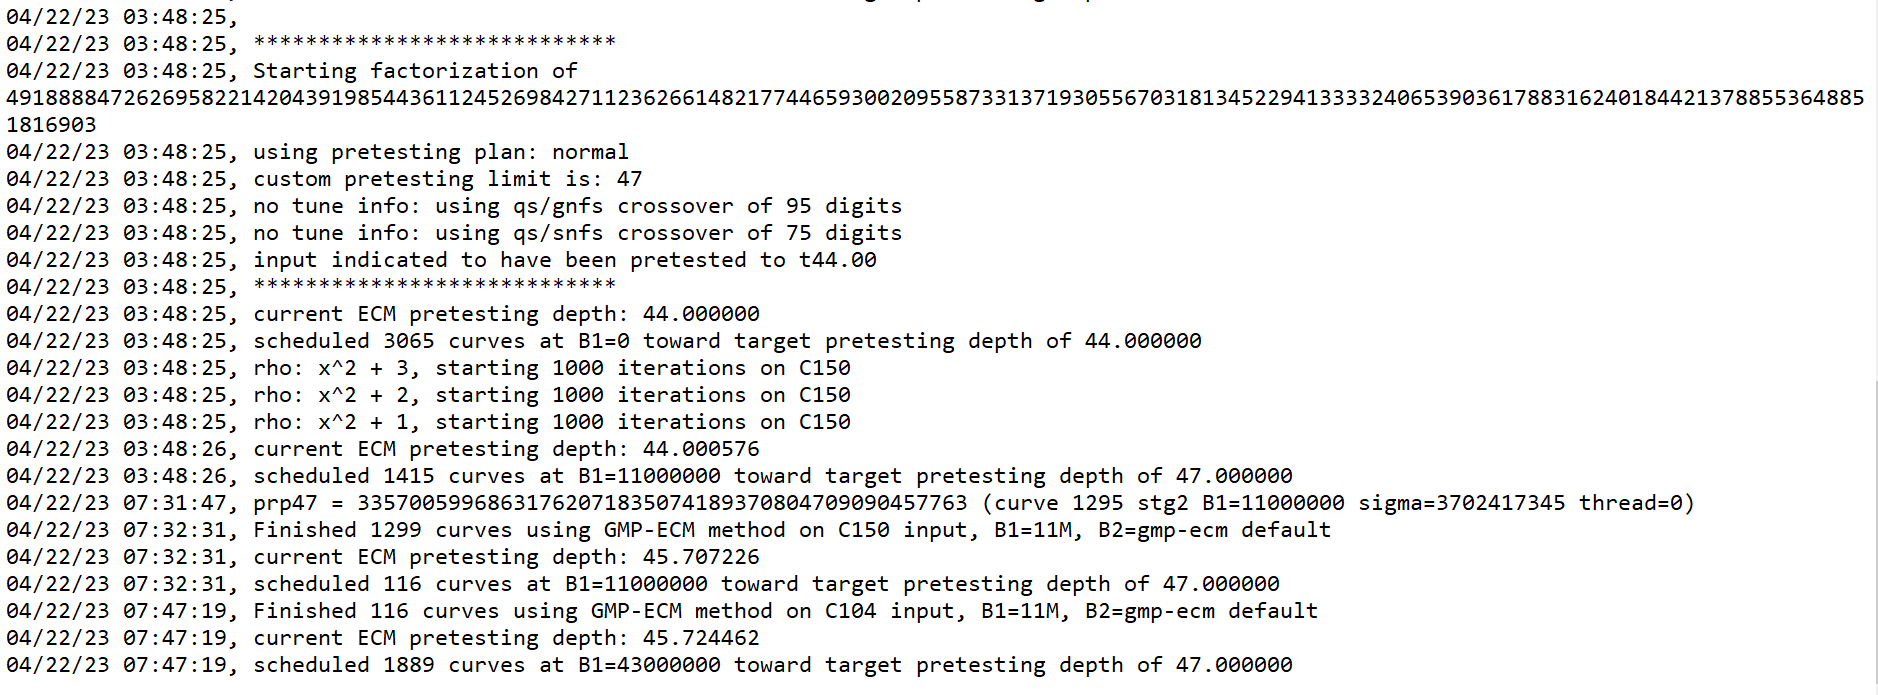 04/22/23 03:48:25,
04/22/23 03:48:25, ****************************
04/22/23 03:48:25, Starting factorization of
49188884726269582214204391985443611245269842711236266148217744659300209558733137193055670318134522941333324065390361788316240184421378855364885
1816903
04/22/23 03:48:25, using pretesting plan: normal
04/22/23 03:48:25, custom pretesting limit is: 47
04/22/23 03:48:25, no tune info: using qs/gnfs crossover of 95 digits
04/22/23 03:48:25, no tune info: using qs/snfs crossover of 75 digits
04/22/23 03:48:25, input indicated to have been pretested to t44.00
04/22/23 03:48:25, ****************************
04/22/23 03:48:25, current ECM pretesting depth: 44.000000
04/22/23 03:48:25, scheduled 3065 curves at B1=0 toward target pretesting depth of 44.000000
04/22/23 03:48:25, rho: x^2 + 3, starting 1000 iterations on C150
04/22/23 03:48:25, rho: x^2 + 2, starting 1000 iterations on C150
04/22/23 03:48:25, rho: x^2 + 1, starting 1000 iterations on C150
04/22/23 03:48:26, current ECM pretesting depth: 44.000576
04/22/23 03:48:26, scheduled 1415 curves at B1=11000000 toward target pretesting depth of 47.000000
04/22/23 07:31:47, prp47 = 33570059968631762071835074189370804709090457763 (curve 1295 stg2 B1=11000000 sigma=3702417345 thread=0)
04/22/23 07:32:31, Finished 1299 curves using GMP-ECM method on C150 input, B1=11M, B2=gmp-ecm default
04/22/23 07:32:31, current ECM pretesting depth: 45.707226
04/22/23 07:32:31, scheduled 116 curves at B1=11000000 toward target pretesting depth of 47.000000
04/22/23 07:47:19, Finished 116 curves using GMP-ECM method on C104 input, B1=11M, B2=gmp-ecm default
04/22/23 07:47:19, current ECM pretesting depth: 45.724462
04/22/23 07:47:19, scheduled 1889 curves at B1=43000000 toward target pretesting depth of 47.000000